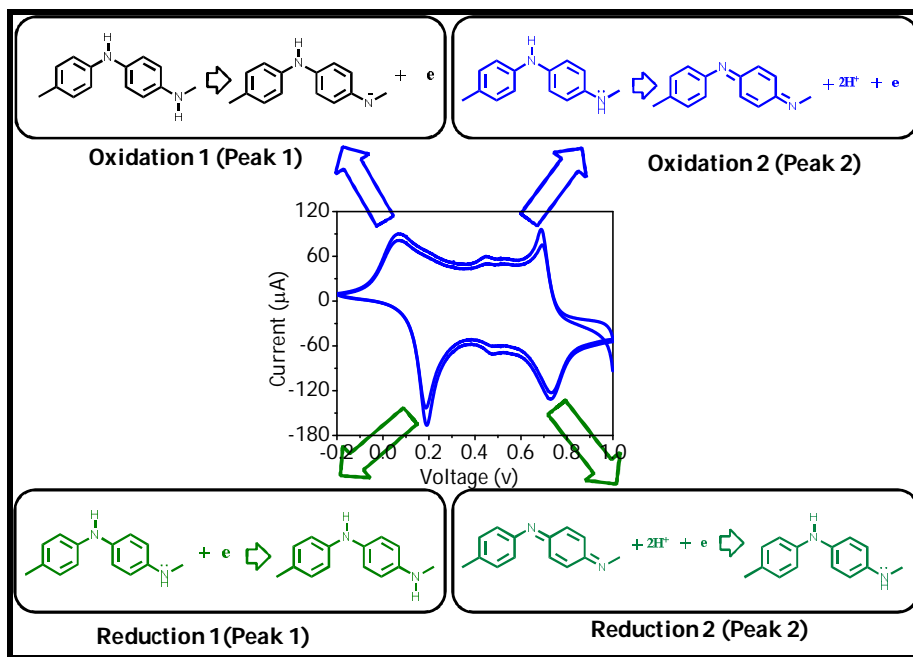 H
N
N
H
N
N
-
+ e
Oxidation 1 (Peak 1)
H
N
N
H
N
N
+ 2H⁺ + e
Oxidation 2 (Peak 2)
120
60
0
-60
-120
-180
Current (µA)
-0.2 0.0 0.2 0.4 0.6 0.8 1.0
Voltage (v)
H
N
N
H
+ e
H
N
N
H
Reduction 1 (Peak 1)
N
N
+ 2H⁺ + e
H
N
N
H
Reduction 2 (Peak 2)